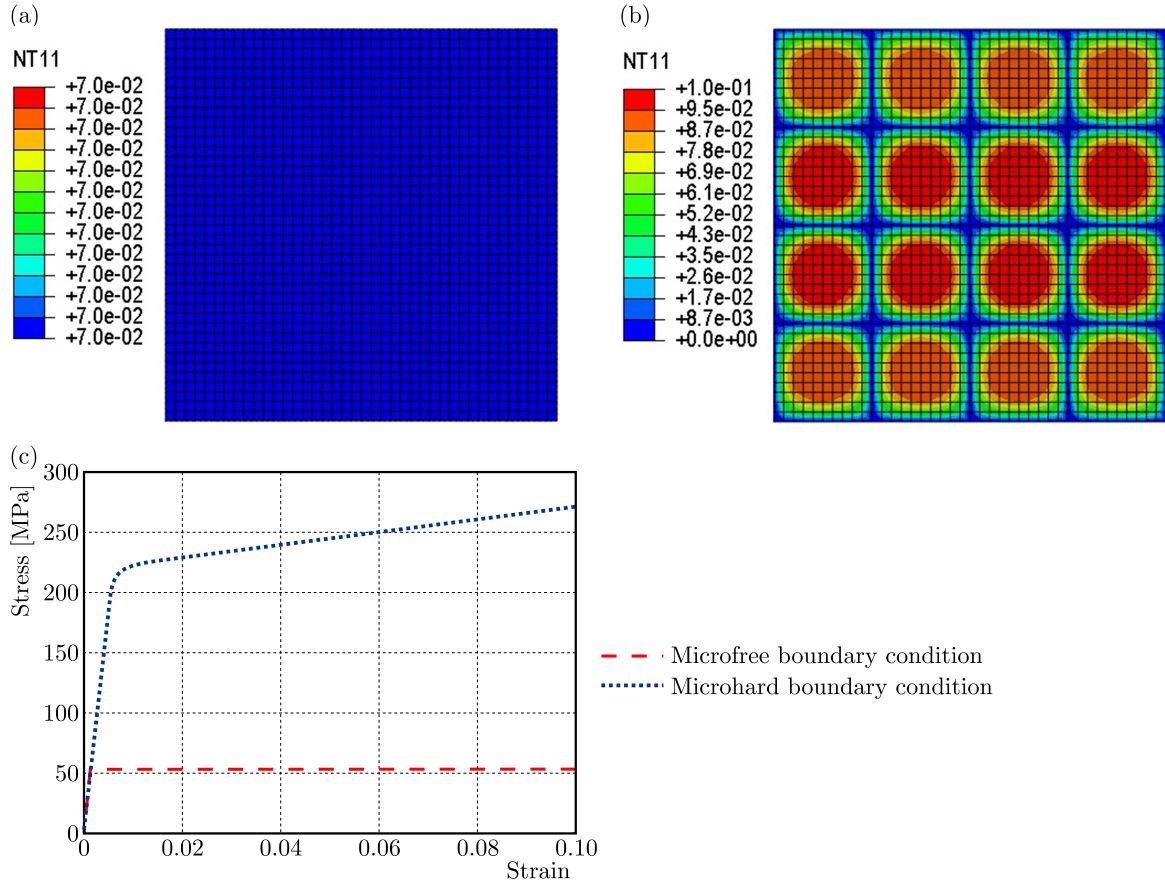 (a)
NT11
+7.0e-02
+7.0e-02
+7.0e-02
+7.0e-02
+7.0e-02
+7.0e-02
+7.0e-02
+7.0e-02
+7.0e-02
+7.0e-02
+7.0e-02
+7.0e-02
+7.0e-02
(b)
NT11
+1.0e-01
+9.5e-02
+8.7e-02
+7.8e-02
+6.9e-02
+6.1e-02
+5.2e-02
+4.3e-02
+3.5e-02
+2.6e-02
+1.7e-02
+8.7e-03
+0.0e+00
(c)
Stress [MPa]
300
250
200
150
100
50
0
0 0.02 0.04 0.06 0.08 0.10
Strain
Microfree boundary condition
Microhard boundary condition